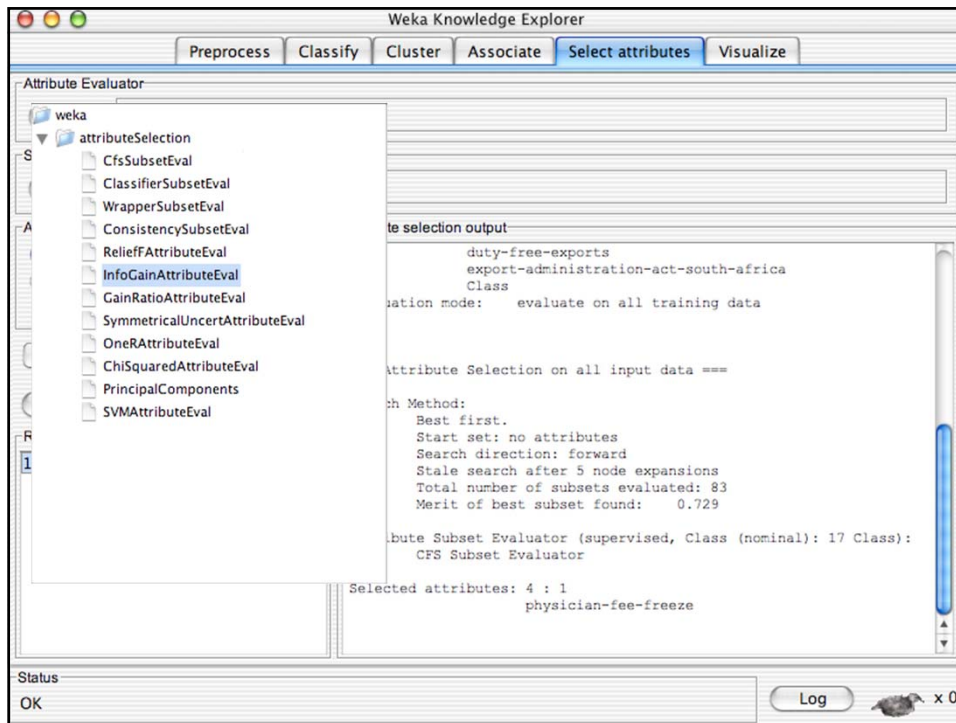 Weka Knowledge Explorer
Preprocess Classify Cluster Associate Select attributes Visualize
Attribute Evaluator
weka
attributeSelection
CfsSubsetEval
ClassifierSubsetEval
WrapperSubsetEval
ConsistencySubsetEval
ReliefFAttributeEval
InfoGainAttributeEval
GainRatioAttributeEval
SymmetricalUncertAttributeEval
OneRAttributeEval
ChiSquaredAttributeEval
PrincipalComponents
SVMAttributeEval
S
A
R
1
te selection output
duty-free-exports
export-administration-act-south-africa
Class
uation mode: evaluate on all training data
Attribute Selection on all input data ===
ch Method:
Best first.
Start set: no attributes
Search direction: forward
Stale search after 5 node expansions
Total number of subsets evaluated: 83
Merit of best subset found: 0.729
bute Subset Evaluator (supervised, Class (nominal): 17 Class):
CFS Subset Evaluator
Selected attributes: 4 : 1
physician-fee-freeze
Status
OK
Log
x 0